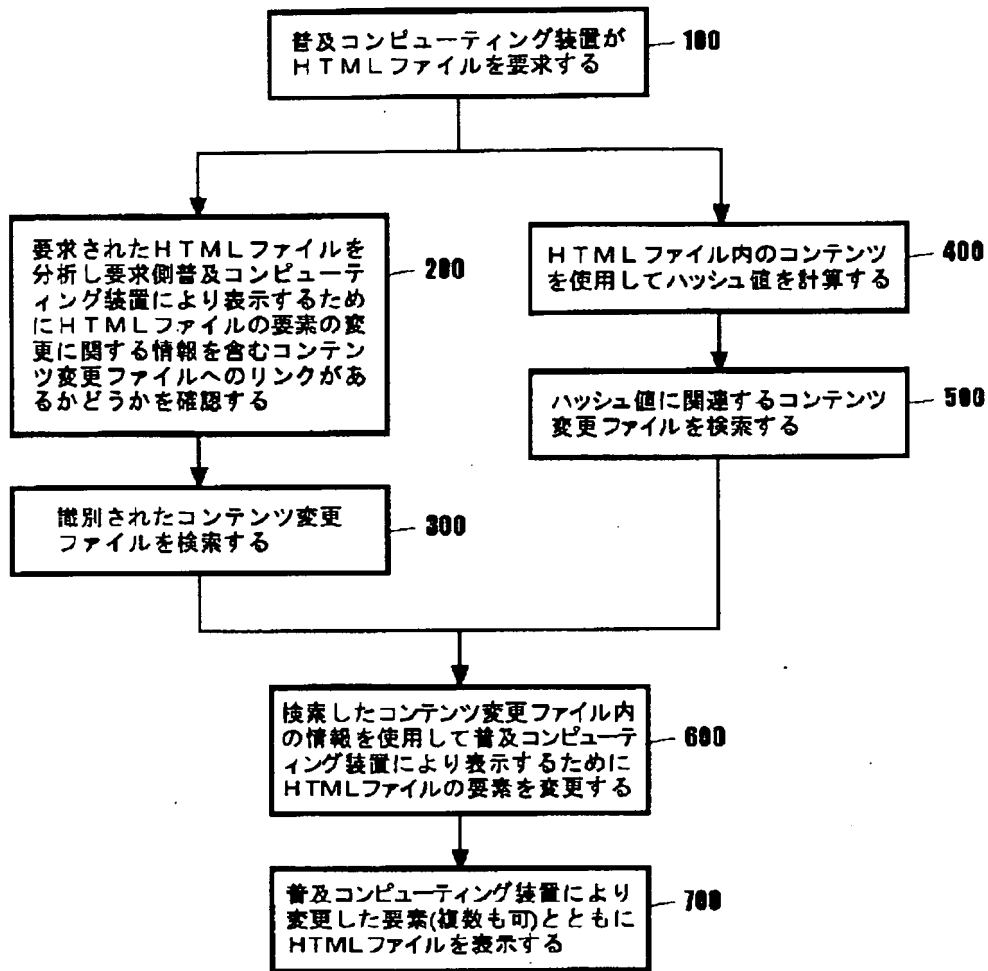 普及コンピューティング装置が
HTMLファイルを要求する
100
要求されたHTMLファイルを
分析し要求側普及コンピューテ
ィング装置により表示するため
にHTMLファイルの要素の変
更に関する情報を含むコンテン
ツ変更ファイルへのリンクがあ
るかどうかを確認する
200
識別されたコンテンツ変更
ファイルを検索する
300
HTMLファイル内のコンテンツ
を使用してハッシュ値を計算する
400
ハッシュ値に関連するコンテンツ
変更ファイルを検索する
500
検索したコンテンツ変更ファイル内
の情報を使用して普及コンピューテ
ィング装置により表示するために
HTMLファイルの要素を変更する
600
普及コンピューティング装置により
変更した要素(複数も可)とともに
HTMLファイルを表示する
700